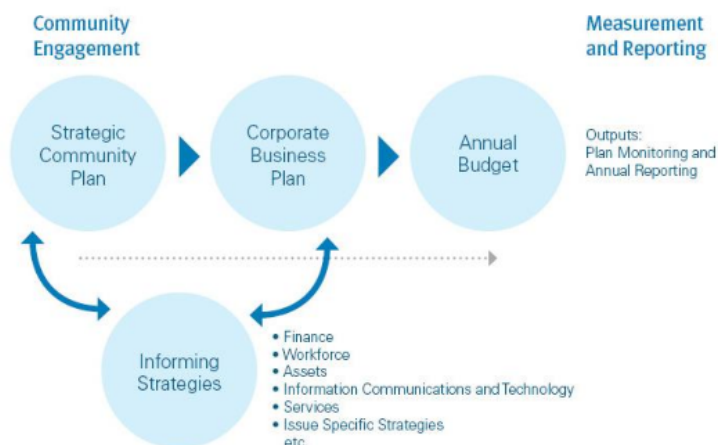 Community
Engagement
Measurement
and Reporting
Strategic
Community
Plan
Corporate
Business
Plan
Annual
Budget
Outputs:
Plan Monitoring and
Annual Reporting
Informing
Strategies
• Finance
• Workforce
• Assets
• Information Communications and Technology
• Services
• Issue Specific Strategies
etc